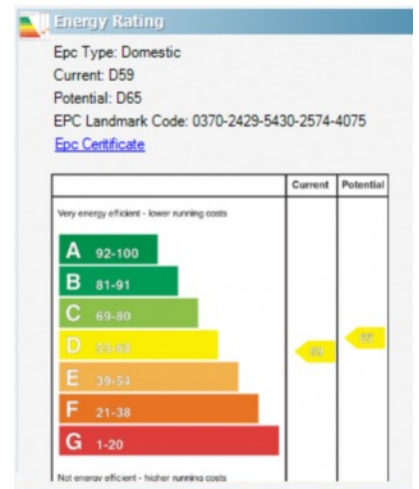 Energy Rating
Epc Type: Domestic
Current: D59
Potential: D65
EPC Landmark Code: 0370-2429-5430-2574-4075
Epc Certificate
Current Potential
Very energy efficient - lower running costs
A 92-100
B 81-91
C 69-80
D 55-68
E 39-54
F 21-38
G 1-20
Not energy efficient - higher running costs